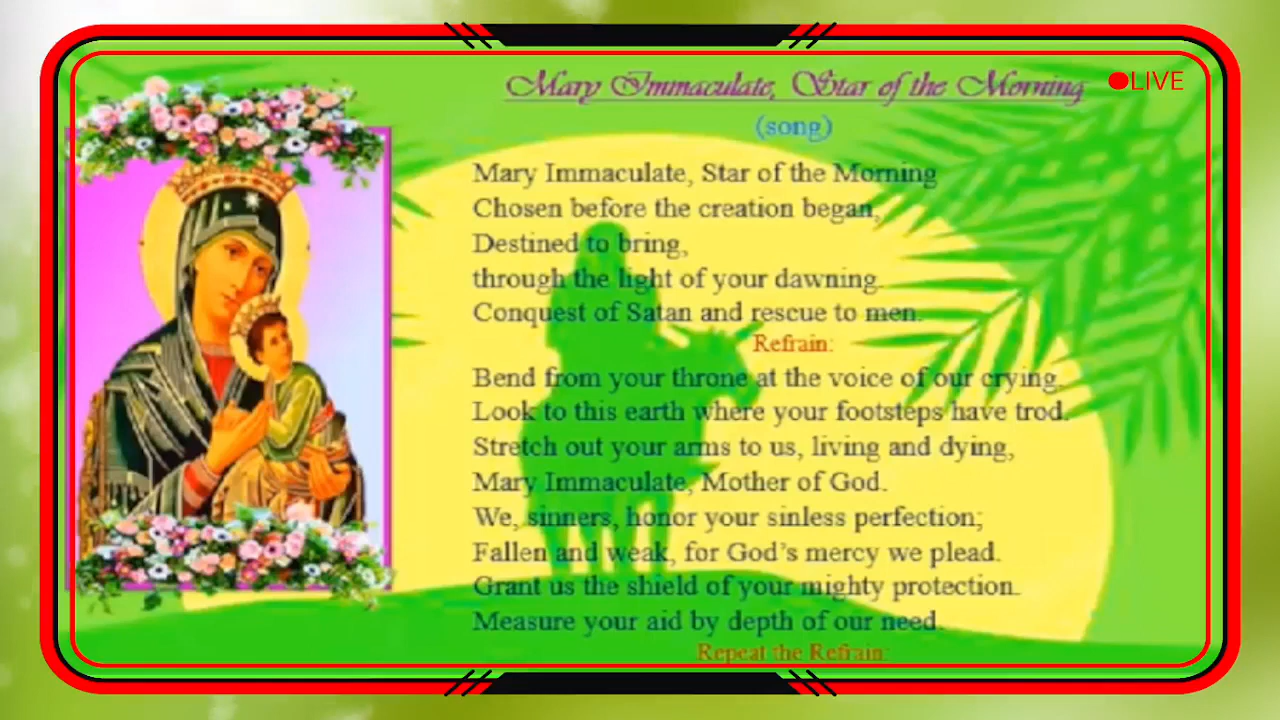 Mary Immaculate, Star of the Morning
LIVE
(song)
Mary Immaculate, Star of the Morning
Chosen before the creation began,
Destined to bring,
through the light of your dawning.
Conquest of Satan and rescue to men.
Refrain:
Bend from your throne at the voice of our crying.
Look to this earth where your footsteps have trod.
Stretch out your arms to us, living and dying,
Mary Immaculate, Mother of God.
We, sinners, honor your sinless perfection;
Fallen and weak, for God's mercy we plead.
Grant us the shield of your mighty protection.
Measure your aid by depth of our need.
Repeat the Refrain: